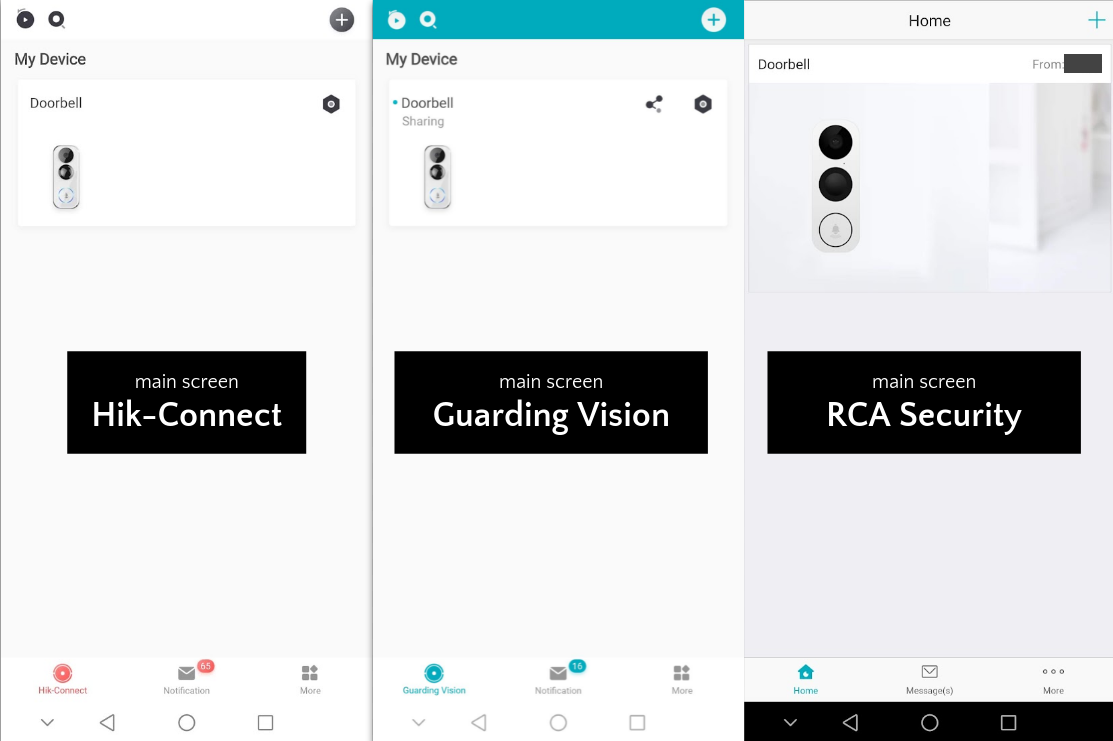 My Device
Doorbell
main screen
Hik-Connect
65
Hik-Connect
Notification
More
My Device
Doorbell
Sharing
main screen
Guarding Vision
16
Guarding Vision
Notification
More
Home
Doorbell
From:
main screen
RCA Security
Home
Message(s)
More